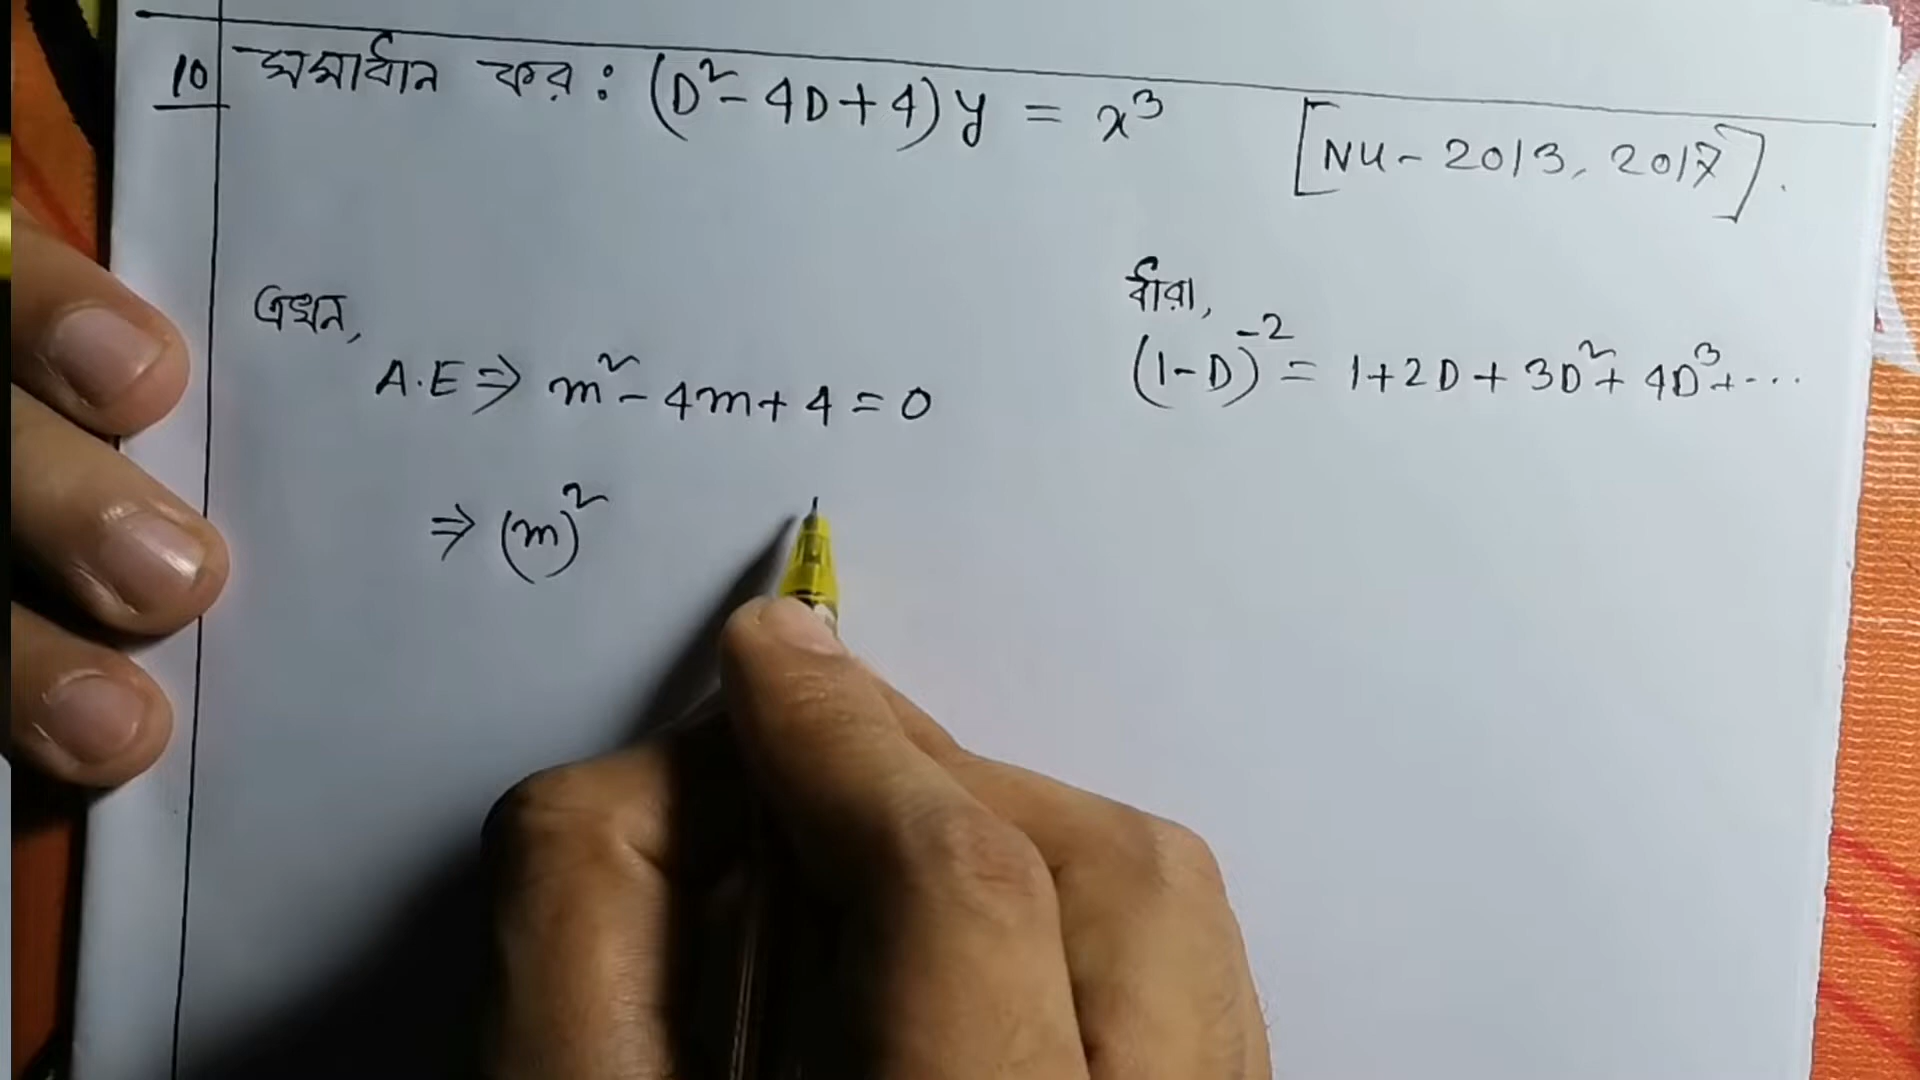 10 সমাধান কর : (D² - 4D + 4) y = x³ [NU - 2013, 2017].
এখন,
A.E ⇒ m² - 4m + 4 = 0
⇒ (m)²
ধারা,
(1-D)⁻² = 1 + 2D + 3D² + 4D³ + ...